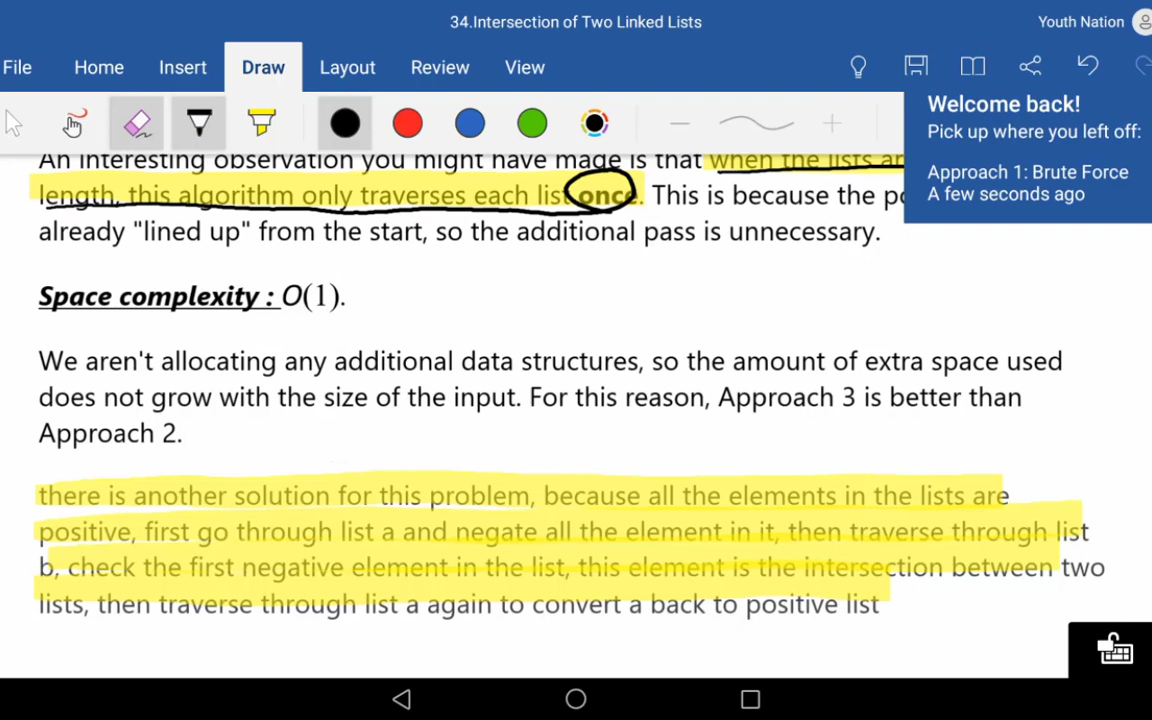 34.Intersection of Two Linked Lists
Youth Nation
File Home Insert Draw Layout Review View
Welcome back!
Pick up where you left off:
Approach 1: Brute Force
A few seconds ago
An interesting observation you might have made is that when the lists
length, this algorithm only traverses each list once. This is because the
already "lined up" from the start, so the additional pass is unnecessary.
Space complexity : O(1).
We aren't allocating any additional data structures, so the amount of extra space used
does not grow with the size of the input. For this reason, Approach 3 is better than
Approach 2.
there is another solution for this problem, because all the elements in the lists are
positive, first go through list a and negate all the element in it, then traverse through list
b, check the first negative element in the list, this element is the intersection between two
lists, then traverse through list a again to convert a back to positive list